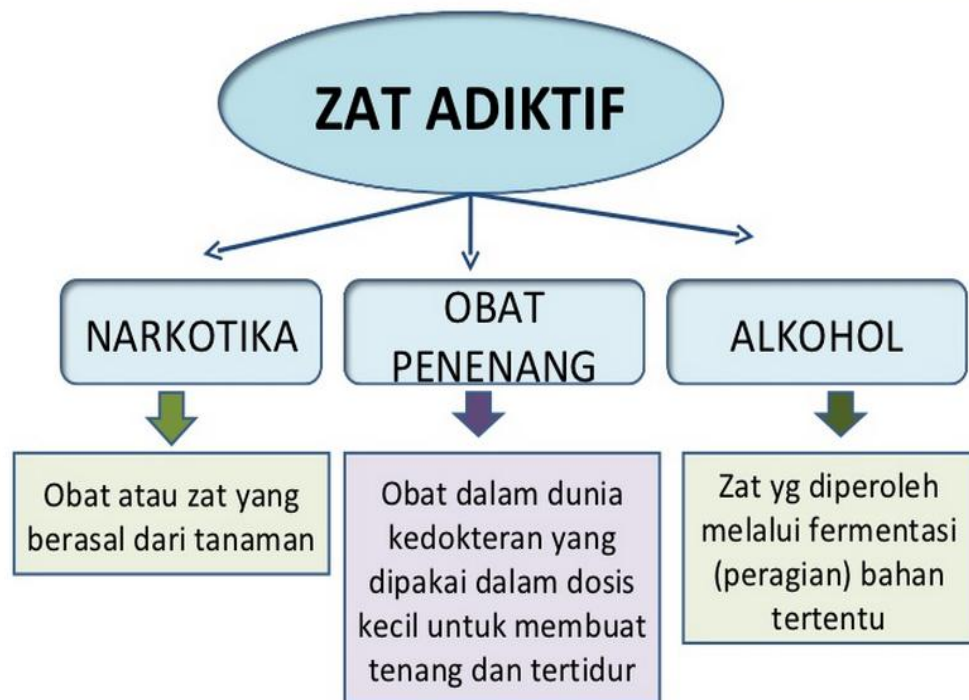 ZAT ADIKTIF
NARKOTIKA
OBAT
PENENANG
ALKOHOL
Obat atau zat yang
berasal dari tanaman
Obat dalam dunia
kedokteran yang
dipakai dalam dosis
kecil untuk membuat
tenang dan tertidur
Zat yg diperoleh
melalui fermentasi
(peragian) bahan
tertentu